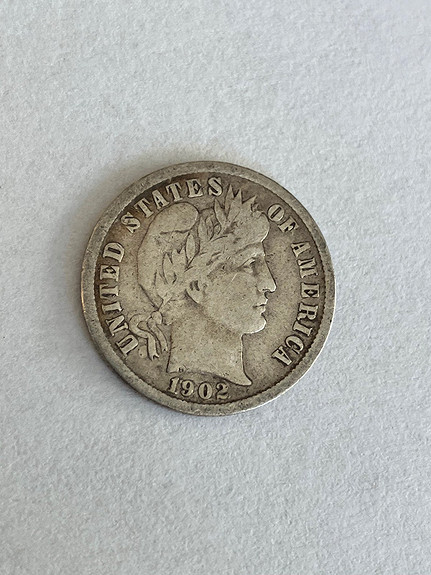 UNITED STATES OF AMERICA
1902